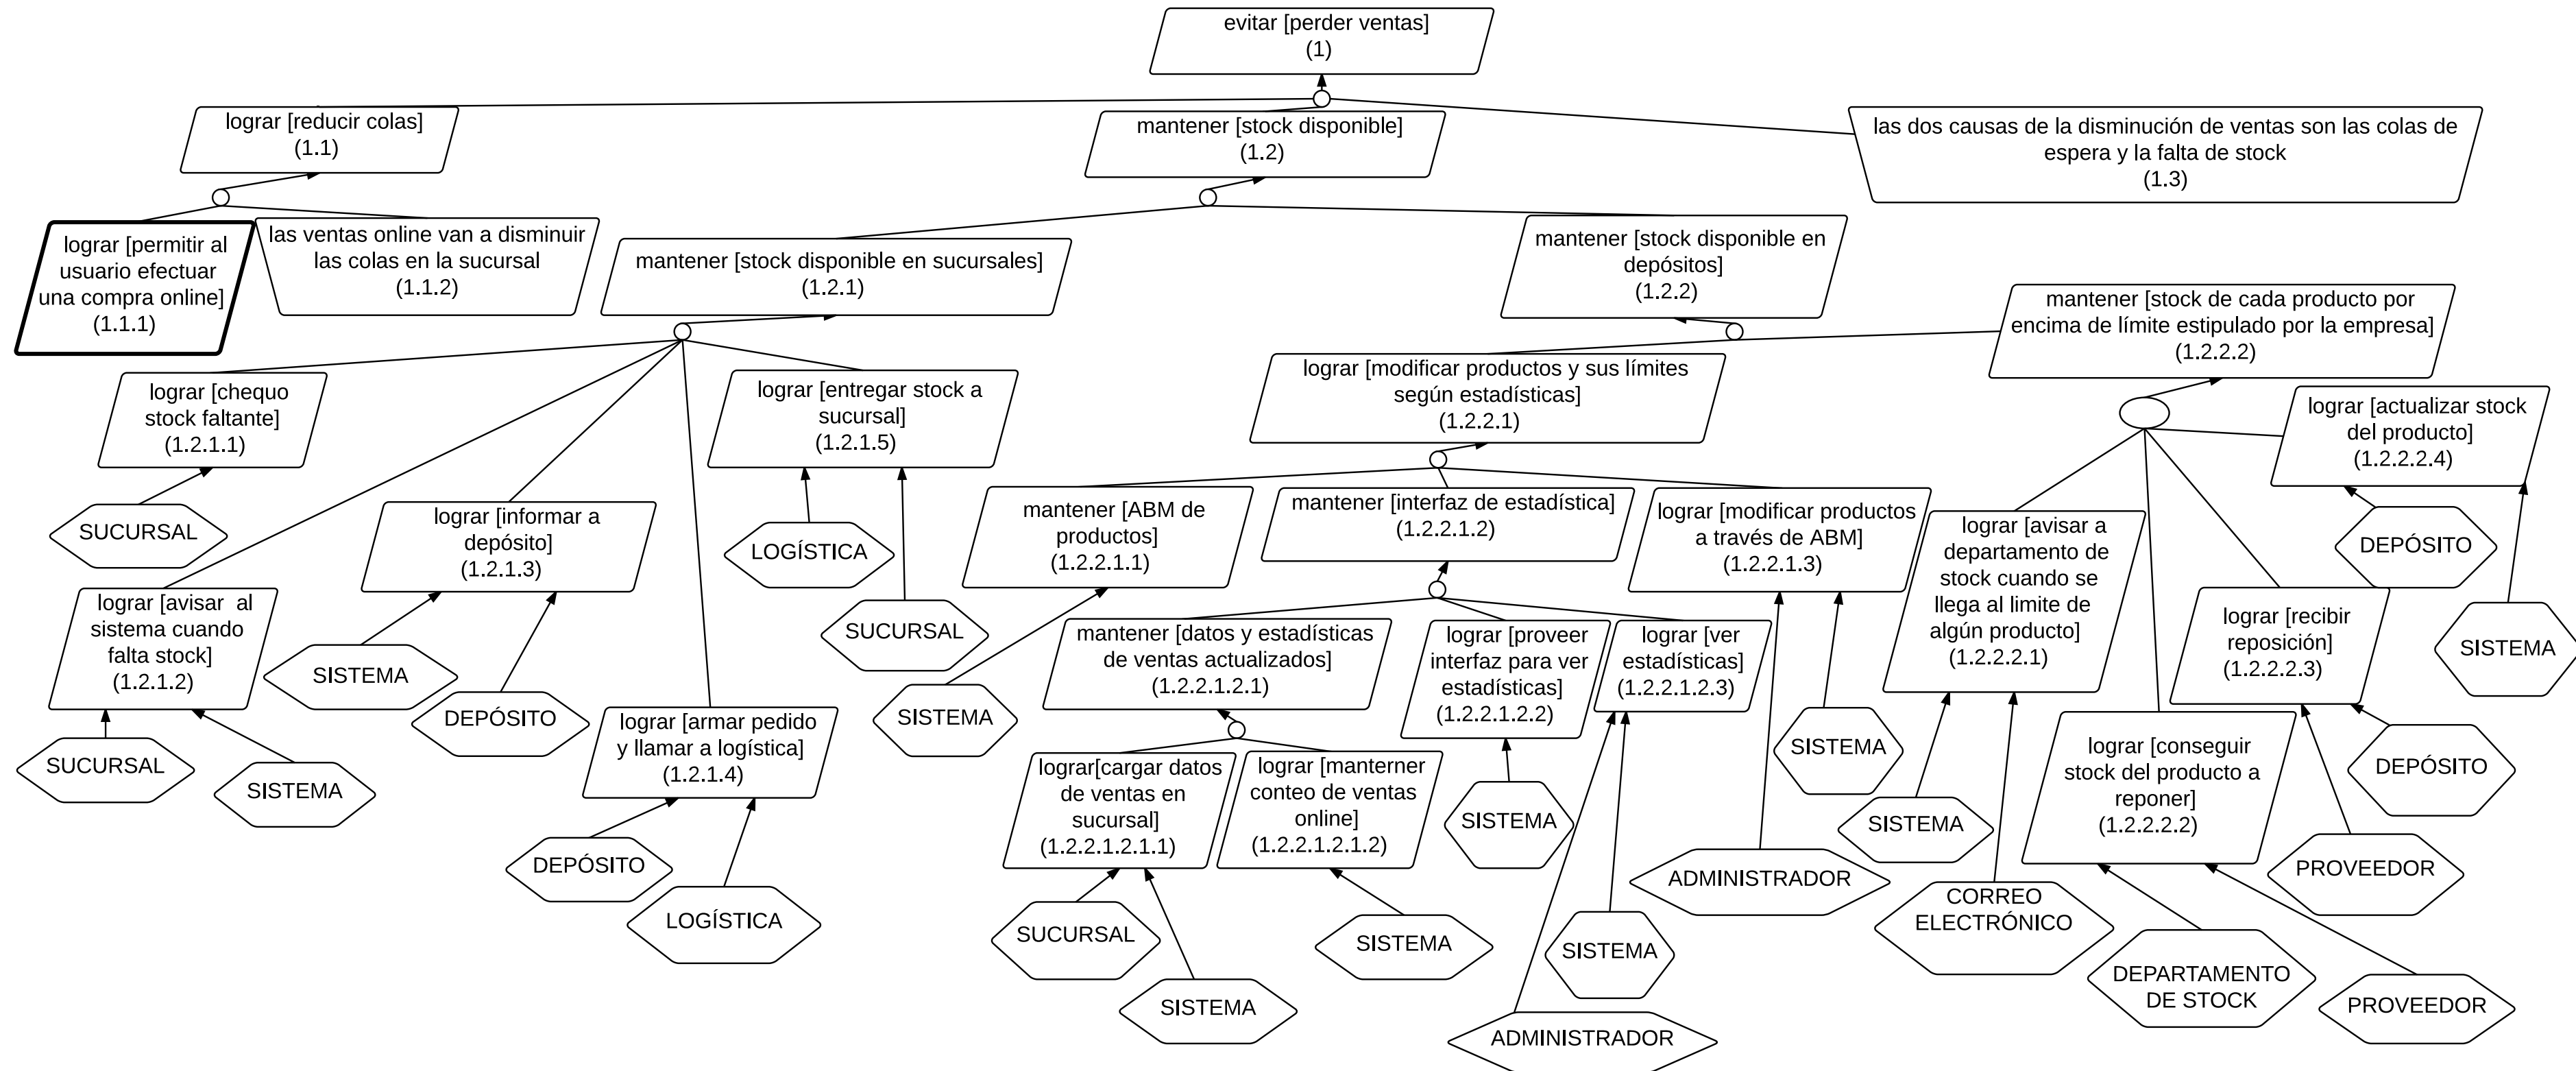 evitar [perder ventas]
(1)
lograr [reducir colas]
(1.1)
mantener [stock disponible]
(1.2)
las dos causas de la disminución de ventas son las colas de
espera y la falta de stock
(1.3)
lograr [permitir al
usuario efectuar
una compra online]
(1.1.1)
las ventas online van a disminuir
las colas en la sucursal
(1.1.2)
mantener [stock disponible en sucursales]
(1.2.1)
mantener [stock disponible en
depósitos]
(1.2.2)
mantener [stock de cada producto por
encima de límite estipulado por la empresa]
(1.2.2.2)
lograr [chequo
stock faltante]
(1.2.1.1)
SUCURSAL
lograr [entregar stock a
sucursal]
(1.2.1.5)
LOGÍSTICA
SUCURSAL
lograr [modificar productos y sus límites
según estadísticas]
(1.2.2.1)
lograr [actualizar stock
del producto]
(1.2.2.2.4)
DEPÓSITO
SISTEMA
lograr [avisar  al
sistema cuando
falta stock]
(1.2.1.2)
SUCURSAL
SISTEMA
lograr [informar a
depósito]
(1.2.1.3)
SISTEMA
DEPÓSITO
lograr [armar pedido
y llamar a logística]
(1.2.1.4)
DEPÓSITO
LOGÍSTICA
mantener [ABM de
productos]
(1.2.2.1.1)
SISTEMA
mantener [interfaz de estadística]
(1.2.2.1.2)
lograr [modificar productos
a través de ABM]
(1.2.2.1.3)
ADMINISTRADOR
SISTEMA
mantener [datos y estadísticas
de ventas actualizados]
(1.2.2.1.2.1)
lograr [proveer
interfaz para ver
estadísticas]
(1.2.2.1.2.2)
SISTEMA
lograr [ver
estadísticas]
(1.2.2.1.2.3)
ADMINISTRADOR
SISTEMA
lograr[cargar datos
de ventas en
sucursal]
(1.2.2.1.2.1.1)
SUCURSAL
SISTEMA
lograr [manterner
conteo de ventas
online]
(1.2.2.1.2.1.2)
SISTEMA
lograr [avisar a
departamento de
stock cuando se
llega al limite de
algún producto]
(1.2.2.2.1)
SISTEMA
CORREO
ELECTRÓNICO
lograr [conseguir
stock del producto a
reponer]
(1.2.2.2.2)
DEPARTAMENTO
DE STOCK
PROVEEDOR
lograr [recibir
reposición]
(1.2.2.2.3)
PROVEEDOR
DEPÓSITO